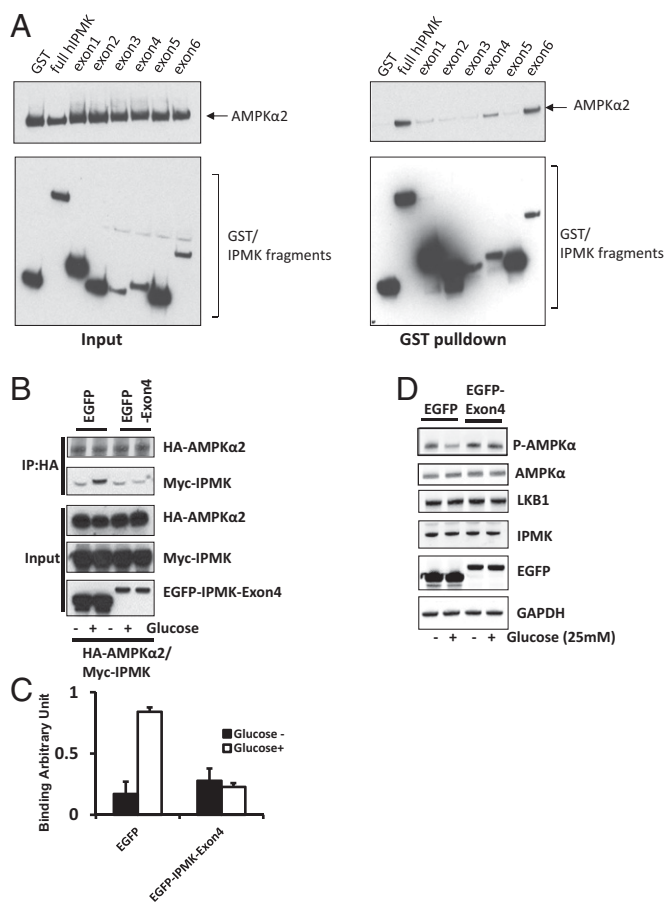 A
GST
full hIPMK
exon1
exon2
exon3
exon4
exon5
exon6
AMPKα2
GST/
IPMK fragments
Input
GST
full hIPMK
exon1
exon2
exon3
exon4
exon5
exon6
AMPKα2
GST/
IPMK fragments
GST pulldown
B
EGFP
EGFP
-Exon4
IP:HA
HA-AMPKα2
Myc-IPMK
Input
HA-AMPKα2
Myc-IPMK
EGFP-IPMK-Exon4
- + - + Glucose
HA-AMPKα2/
Myc-IPMK
C
Binding Arbitrary Unit
1
0.5
0
Glucose -
Glucose+
EGFP
EGFP-IPMK-Exon4
D
EGFP
EGFP-
Exon4
P-AMPKα
AMPKα
LKB1
IPMK
EGFP
GAPDH
- + - + Glucose (25mM)